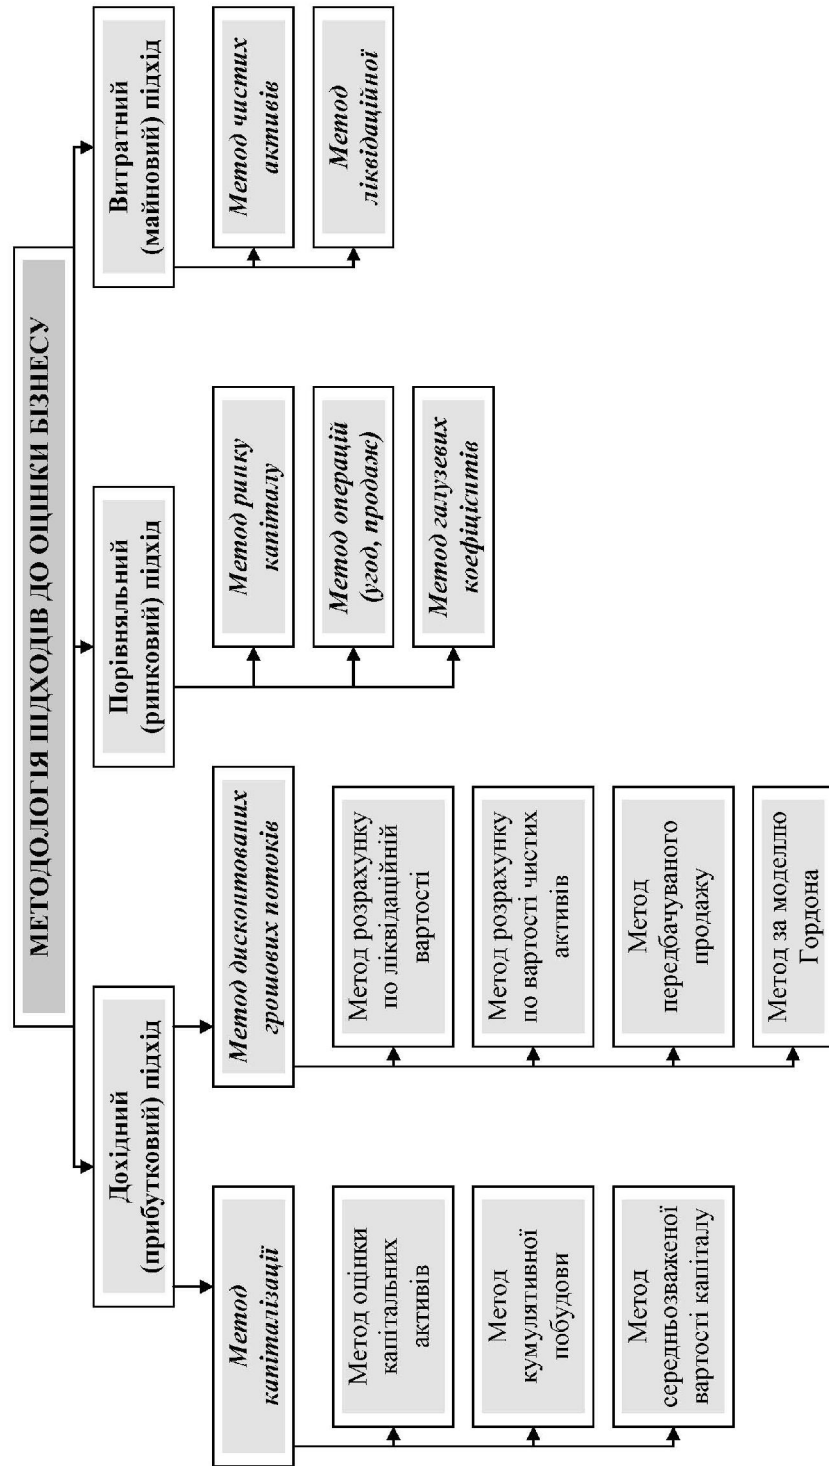 МЕТОДОЛОГІЯ ПІДХОДІВ ДО ОЦІНКИ БІЗНЕСУ
Дохідний
(прибутковий) підхід
Метод
капіталізації
Метод оцінки
капітальних
активів
Метод
кумулятивної
побудови
Метод
середньозваженої
вартості капіталу
Метод дисконтованих
грошових потоків
Метод розрахунку
по ліквідаційній
вартості
Метод розрахунку
по вартості чистих
активів
Метод
передбачуваного
продажу
Метод за моделлю
Гордона
Порівняльний
(ринковий) підхід
Метод ринку
капіталу
Метод операцій
(угод, продаж)
Метод галузевих
коефіцієнтів
Витратний
(майновий) підхід
Метод чистих
активів
Метод
ліквідаційної